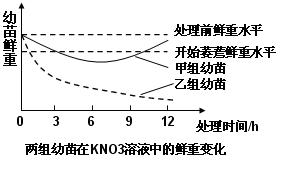 幼苗鲜重
处理前鲜重水平
开始萎蔫鲜重水平
甲组幼苗
乙组幼苗
0 3 6 9 12
处理时间/h
两组幼苗在KNO3溶液中的鲜重变化